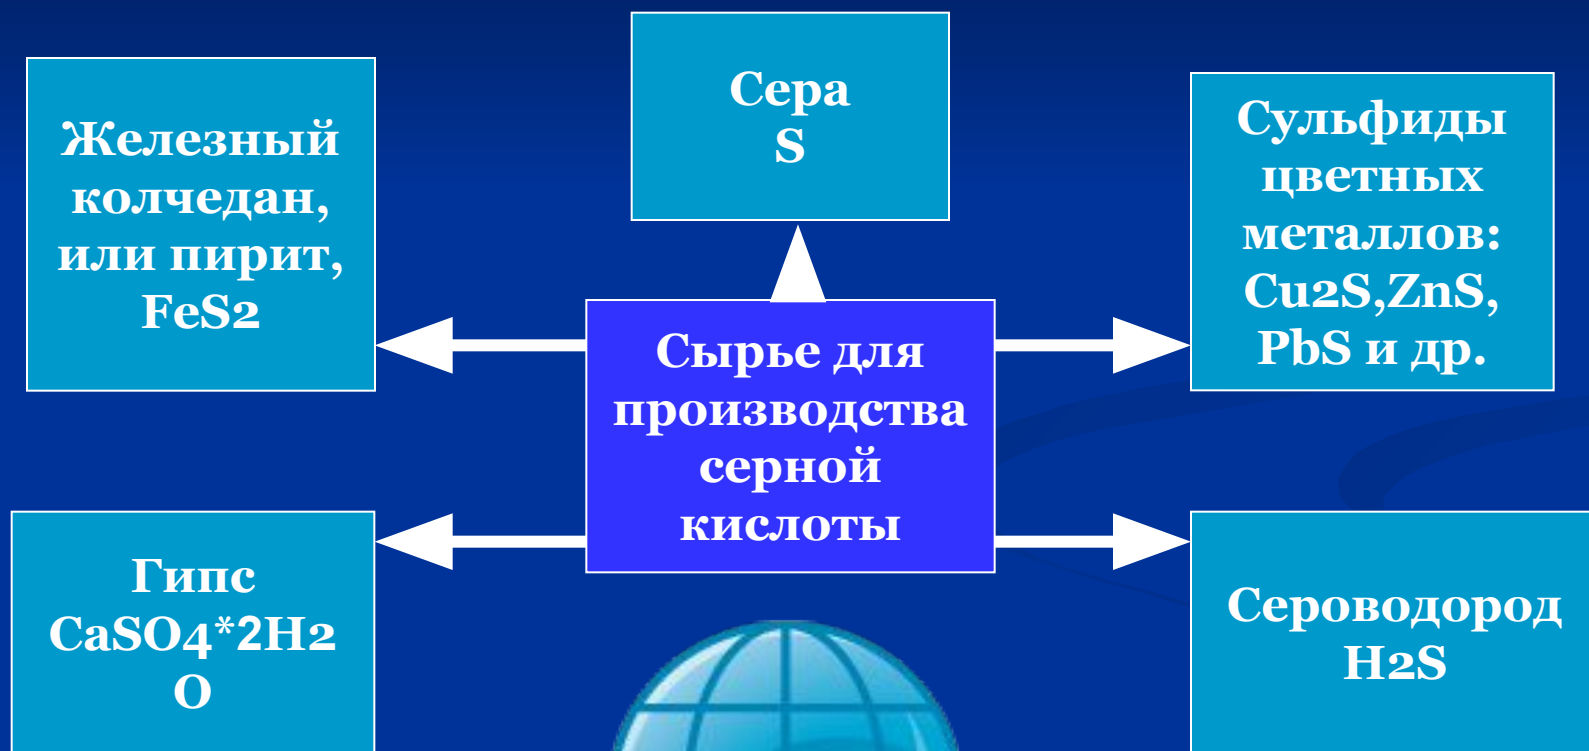 Железный
колчедан,
или пирит,
FeS2
Сера
S
Сульфиды
цветных
металлов:
Cu2S,ZnS,
PbS и др.
Сырье для
производства
серной
кислоты
Гипс
CaSO4*2H2
O
Сероводород
H2S